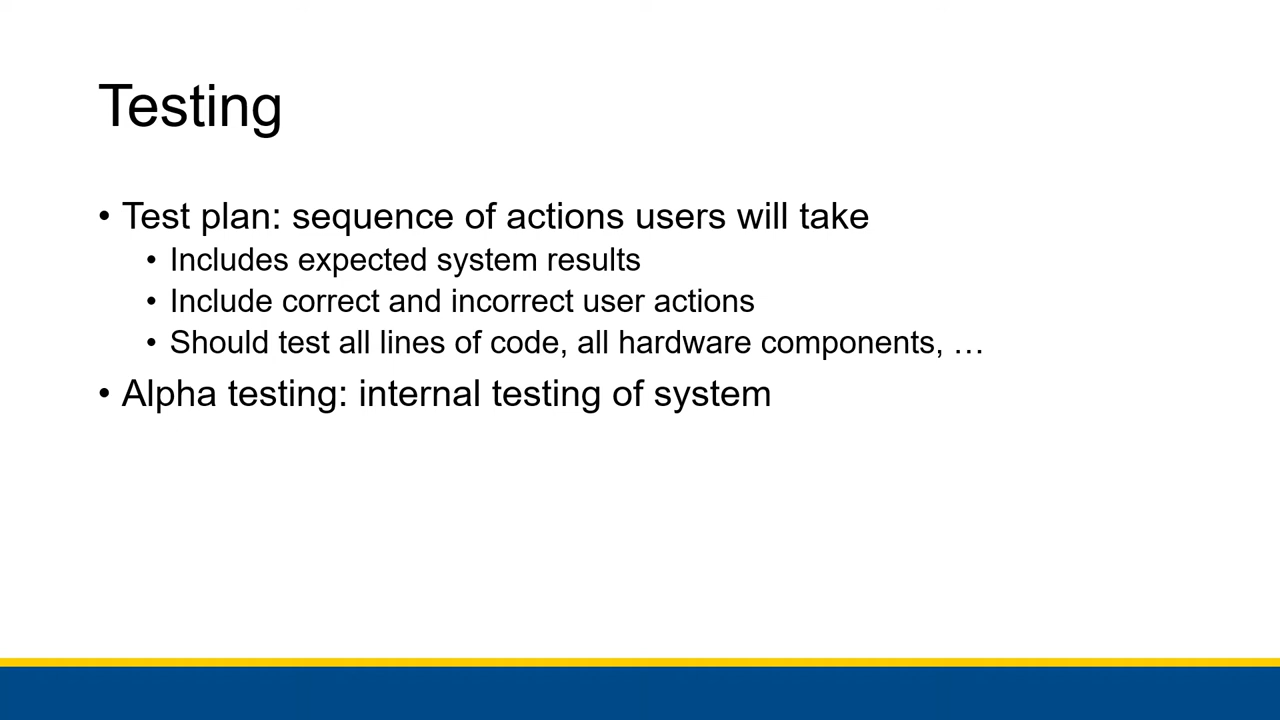 Testing
• Test plan: sequence of actions users will take
• Includes expected system results
• Include correct and incorrect user actions
• Should test all lines of code, all hardware components, …
• Alpha testing: internal testing of system